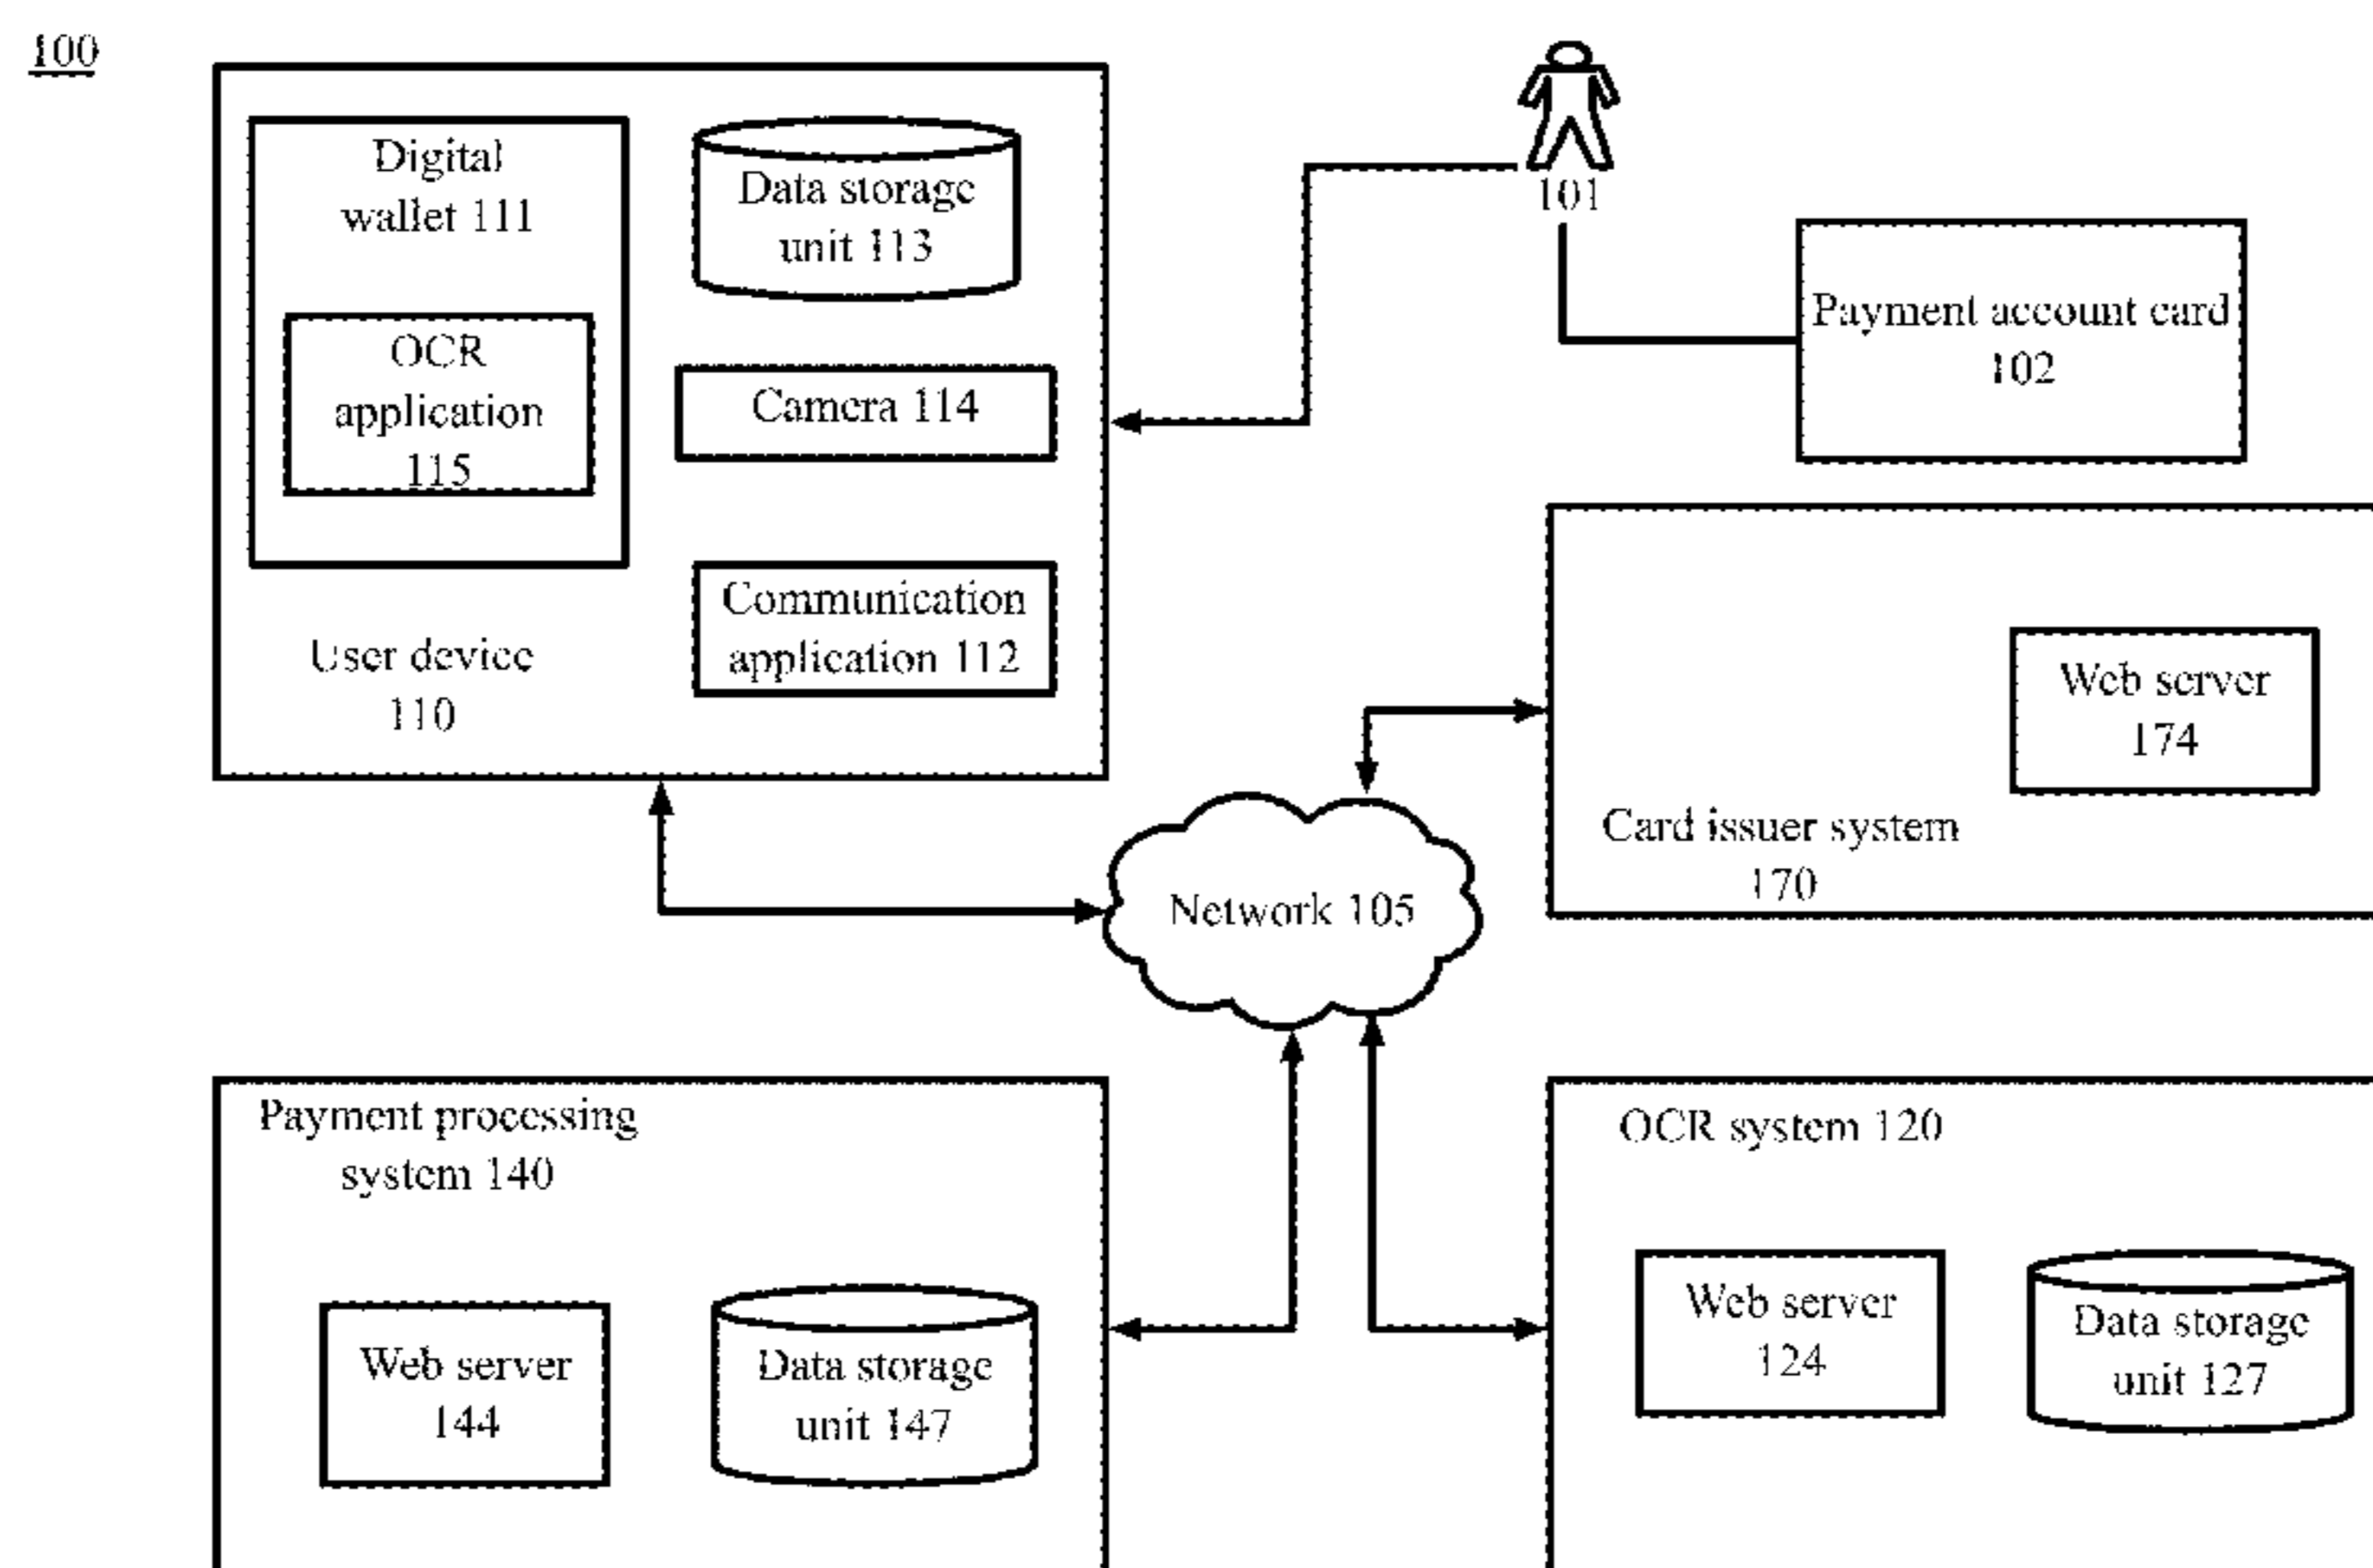 100
Digital
wallet 111
OCR
application
115
Data storage
unit 113
Camera 114
Communication
application 112
User device
110
101
Payment account card
102
Web server
174
Card issuer system
170
Network 105
Payment processing
system 140
Web server
144
Data storage
unit 147
OCR system 120
Web server
124
Data storage
unit 127